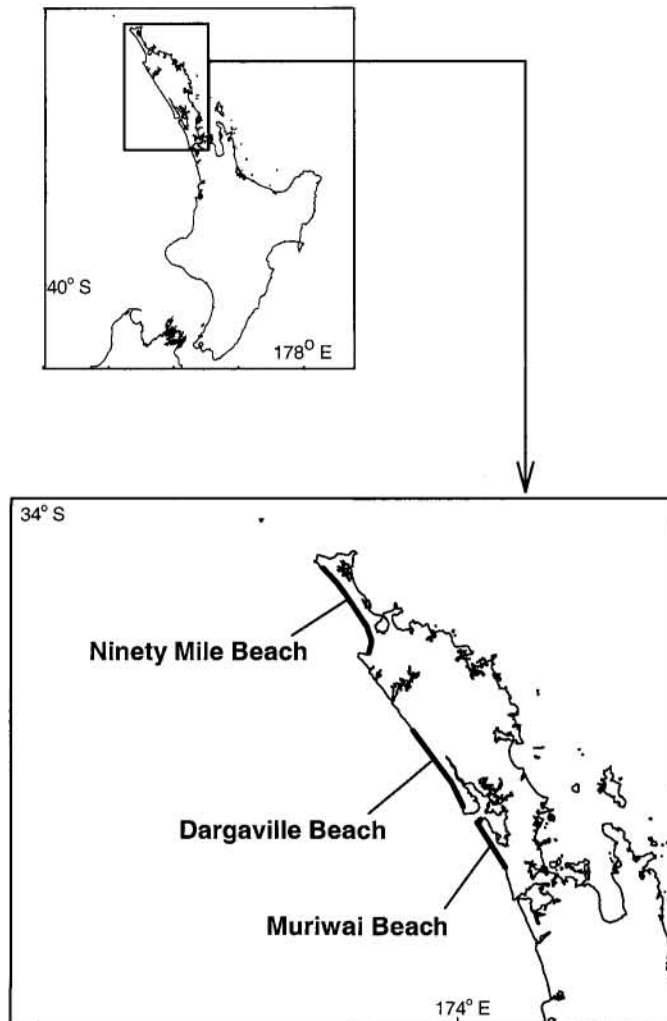 40° S
178° E
34° S
Ninety Mile Beach
Dargaville Beach
Muriwai Beach
174° E